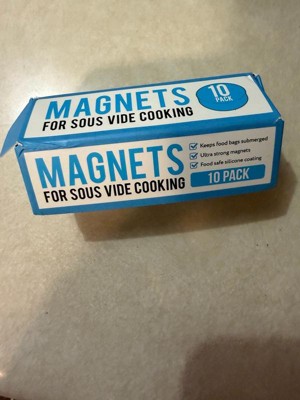 MAGNETS
FOR SOUS VIDE COOKING
10
PACK
MAGNETS
FOR SOUS VIDE COOKING
Keeps food bags submerged
Ultra strong magnets
Food safe silicone coating
10 PACK